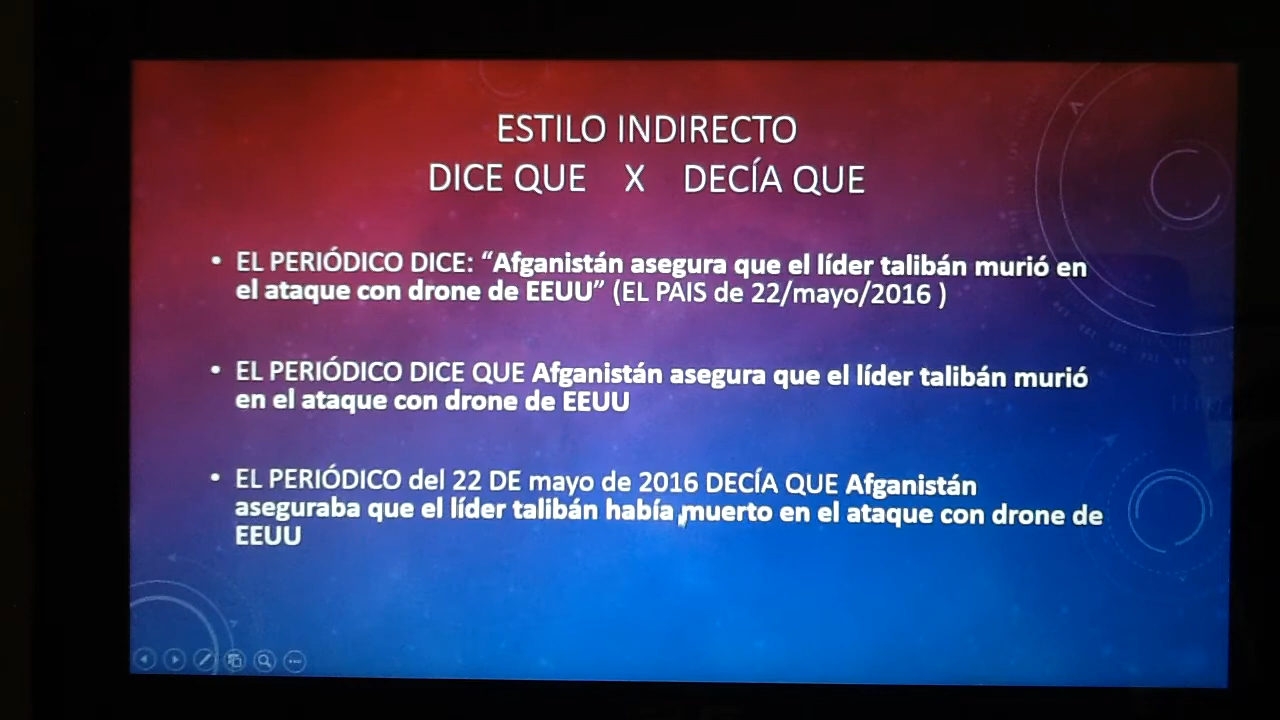 ESTILO INDIRECTO
DICE QUE X DECÍA QUE
• EL PERIÓDICO DICE: “Afganistán asegura que el líder talibán murió en
el ataque con drone de EEUU” (EL PAIS de 22/mayo/2016 )
• EL PERIÓDICO DICE QUE Afganistán asegura que el líder talibán murió
en el ataque con drone de EEUU
• EL PERIÓDICO del 22 DE mayo de 2016 DECÍA QUE Afganistán
aseguraba que el líder talibán había muerto en el ataque con drone de
EEUU